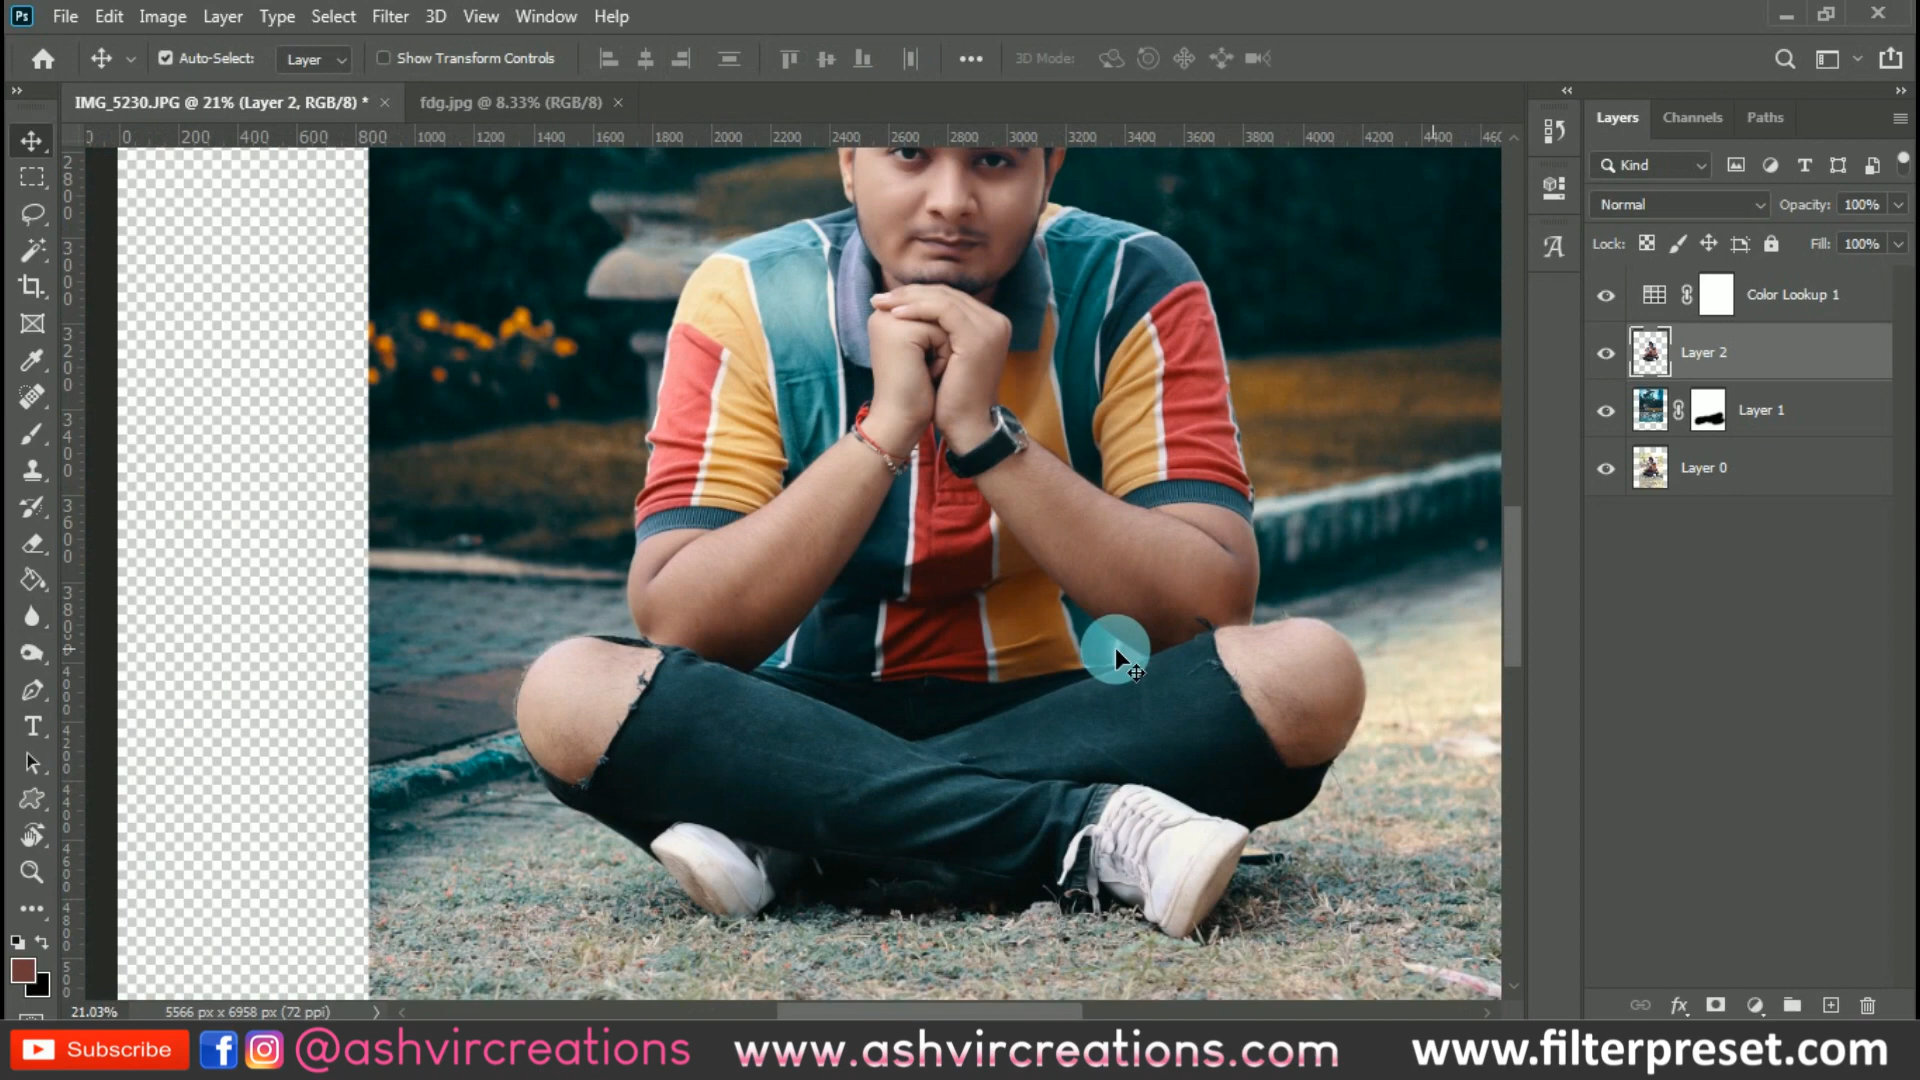 Ps File Edit Image Layer Type Select Filter 3D View Window Help
Auto-Select: Layer Show Transform Controls 3D Mode:
IMG_5230.JPG @ 21% (Layer 2, RGB/8) * × fdg.jpg @ 8.33% (RGB/8) ×
0 200 400 600 800 1000 1200 1400 1600 1800 2000 2200 2400 2600 2800 3000 3200 3400 3600 3800 4000 4200 4400 460
Layers Channels Paths
Kind
Normal Opacity: 100%
Lock: Fill: 100%
Color Lookup 1
Layer 2
Layer 1
Layer 0
21.03% 5566 px x 6958 px (72 ppi)
Subscribe @ashvircreations www.ashvircreations.com www.filterpreset.com